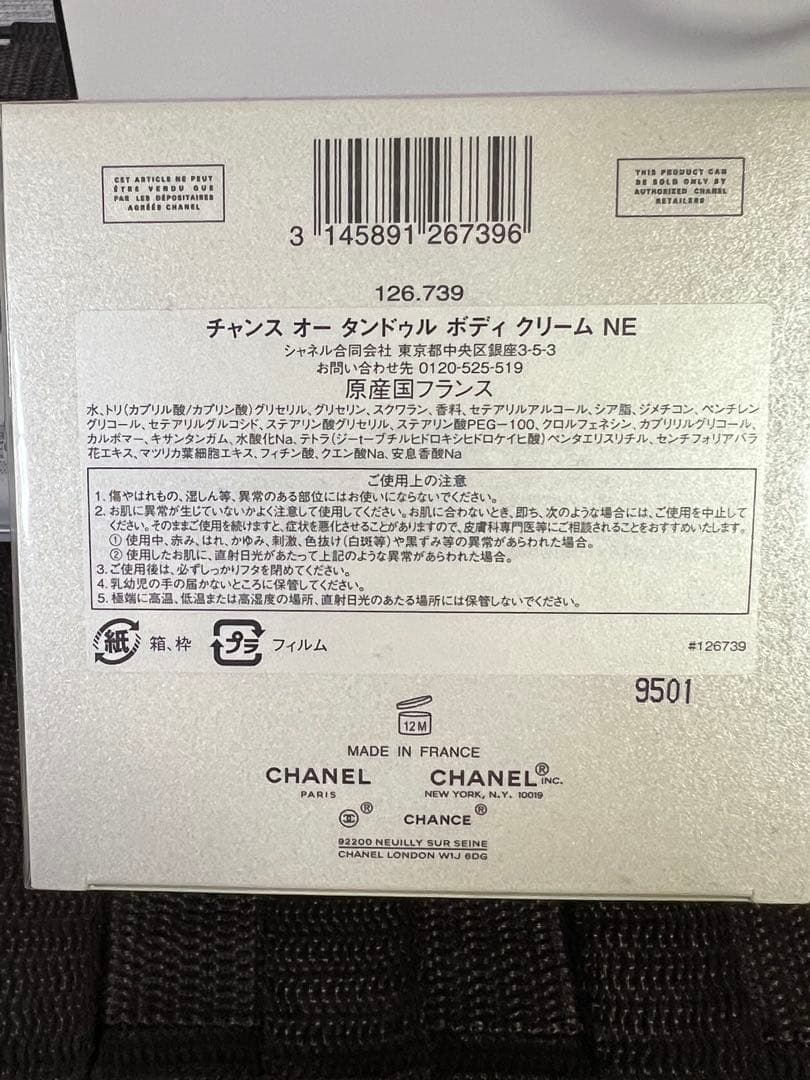 CET ARTICLE NE PEUT
ÊTRE VENDU QUE
PAR LES DÉPOSITAIRES
AGRÉÉS CHANEL
THIS PRODUCT CAN
BE SOLD ONLY BY
AUTHORIZED CHANEL
RETAILERS
3 145891 267396
126.739
チャンス オー タンドゥル ボディ クリーム NE
シャネル合同会社 東京都中央区銀座3-5-3
お問い合わせ先 0120-525-519
原産国フランス
水、トリ(カプリル酸/カプリン酸)グリセリル、グリセリン、スクワラン、香料、セテアリルアルコール、シア脂、ジメチコン、ペンチレン
グリコール、セテアリルグルコシド、ステアリン酸グリセリル、ステアリン酸PEG-100、クロルフェネシン、カプリリルグリコール、
カルボマー、キサンタンガム、水酸化Na、テトラ(ジ-t-ブチルヒドロキシヒドロケイヒ酸)ペンタエリスリチル、センチフォリアバラ
花エキス、マツリカ葉細胞エキス、フィチン酸、クエン酸Na、安息香酸Na
ご使用上の注意
1. 傷やはれもの、湿しん等、異常のある部位にはお使いにならないでください。
2. お肌に異常が生じていないかよく注意して使用してください。お肌に合わないとき、即ち、次のような場合には、ご使用を中止して
ください。そのままご使用を続けますと、症状を悪化させることがありますので、皮膚科専門医等にご相談されることをおすすめいたします。
① 使用中、赤み、はれ、かゆみ、刺激、色抜け(白斑等)や黒ずみ等の異常があらわれた場合。
② 使用したお肌に、直射日光があたって上記のような異常があらわれた場合。
3. ご使用後は、必ずしっかりフタを閉めてください。
4. 乳幼児の手の届かないところに保管してください。
5. 極端に高温、低温または高湿度の場所、直射日光のあたる場所には保管しないでください。
紙 箱、枠 プラ フィルム #126739
9501
12M
MADE IN FRANCE
CHANEL CHANEL® INC.
PARIS NEW YORK, N.Y. 10019
® CHANCE®
92200 NEUILLY SUR SEINE
CHANEL LONDON W1J 6DG